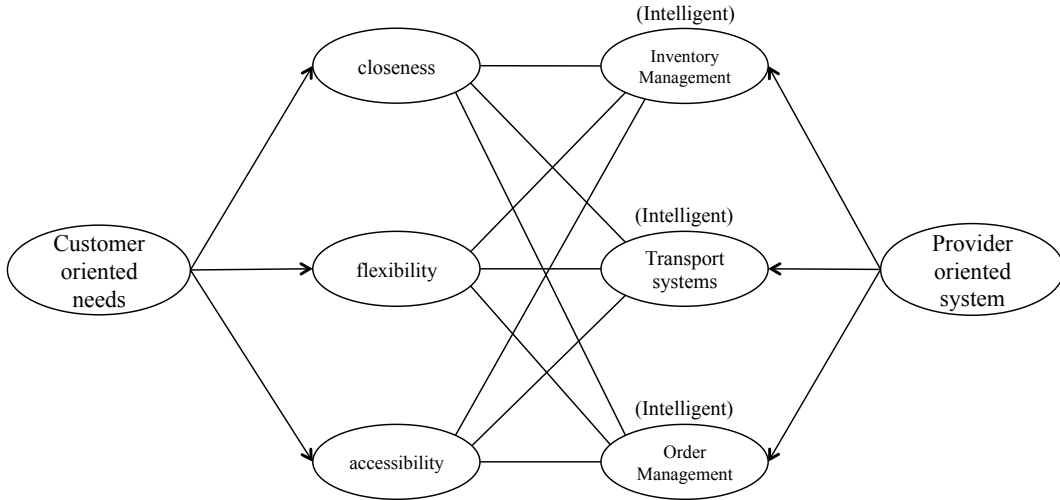 (Intelligent)
closeness
Inventory
Management
(Intelligent)
Customer
oriented
needs
flexibility
Transport
systems
Provider
oriented
system
(Intelligent)
accessibility
Order
Management